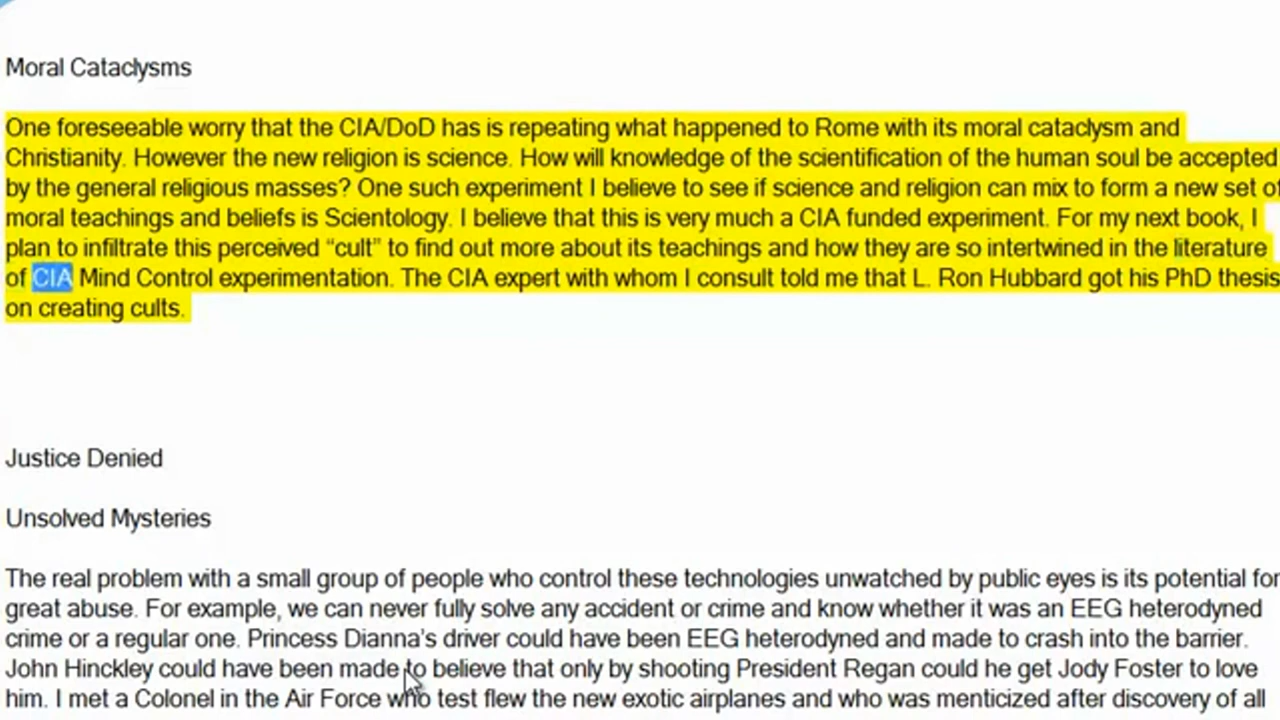 Moral Cataclysms
One foreseeable worry that the CIA/DoD has is repeating what happened to Rome with its moral cataclysm and
Christianity. However the new religion is science. How will knowledge of the scientification of the human soul be accepted
by the general religious masses? One such experiment I believe to see if science and religion can mix to form a new set of
moral teachings and beliefs is Scientology. I believe that this is very much a CIA funded experiment. For my next book, I
plan to infiltrate this perceived “cult” to find out more about its teachings and how they are so intertwined in the literature
of CIA Mind Control experimentation. The CIA expert with whom I consult told me that L. Ron Hubbard got his PhD thesis
on creating cults.
Justice Denied
Unsolved Mysteries
The real problem with a small group of people who control these technologies unwatched by public eyes is its potential for
great abuse. For example, we can never fully solve any accident or crime and know whether it was an EEG heterodyned
crime or a regular one. Princess Dianna’s driver could have been EEG heterodyned and made to crash into the barrier.
John Hinckley could have been made to believe that only by shooting President Regan could he get Jody Foster to love
him. I met a Colonel in the Air Force who test flew the new exotic airplanes and who was menticized after discovery of all